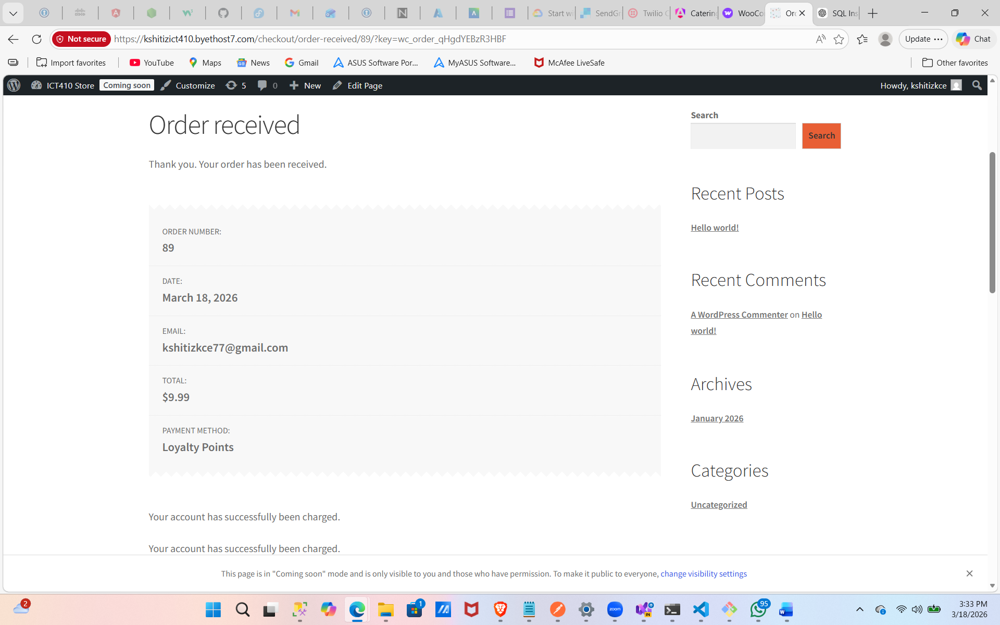 Start wi
SendGr
Twilio C
Catering
WooCo
Or
SQL Ins
Not secure
https://kshitizict410.byethost7.com/checkout/order-received/89/?key=wc_order_qHgdYEBzR3HBF
Update
Chat
Import favorites
YouTube
Maps
News
Gmail
ASUS Software Por...
MyASUS Software...
McAfee LiveSafe
Other favorites
ICT410 Store
Coming soon
Customize
5
0
New
Edit Page
Howdy, kshitizkce
Order received
Thank you. Your order has been received.
ORDER NUMBER:
89
DATE:
March 18, 2026
EMAIL:
kshitizkce77@gmail.com
TOTAL:
$9.99
PAYMENT METHOD:
Loyalty Points
Your account has successfully been charged.
Your account has successfully been charged.
Search
Search
Recent Posts
Hello world!
Recent Comments
A WordPress Commenter on Hello
world!
Archives
January 2026
Categories
Uncategorized
This page is in "Coming soon" mode and is only visible to you and those who have permission. To make it public to everyone, change visibility settings
2
1
zoom
IN
95
3:33 PM
3/18/2026